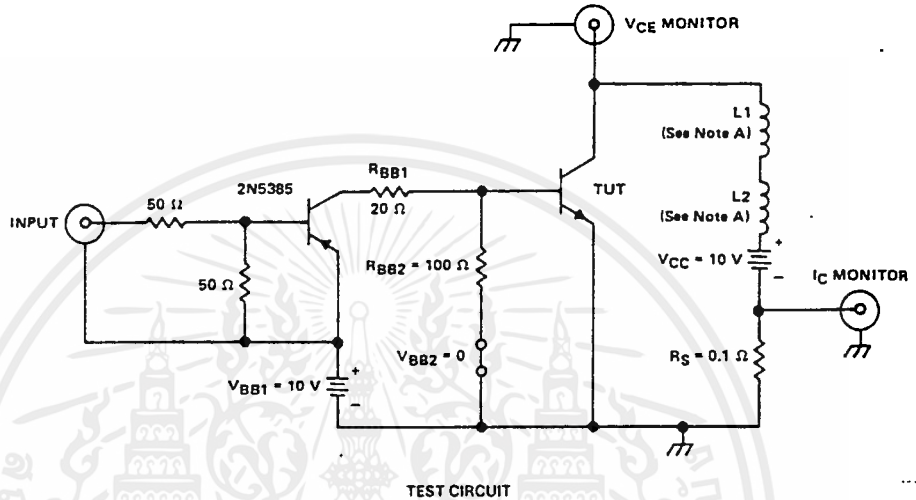 VCE MONITOR
L1
(See Note A)
RBB1
2N5385
20 Ω
TUT
L2
(See Note A)
50 Ω
INPUT
VCC = 10 V
+
−
RBB2 = 100 Ω
IC MONITOR
50 Ω
VBB2 = 0
RS = 0.1 Ω
VBB1 = 10 V
+
−
TEST CIRCUIT